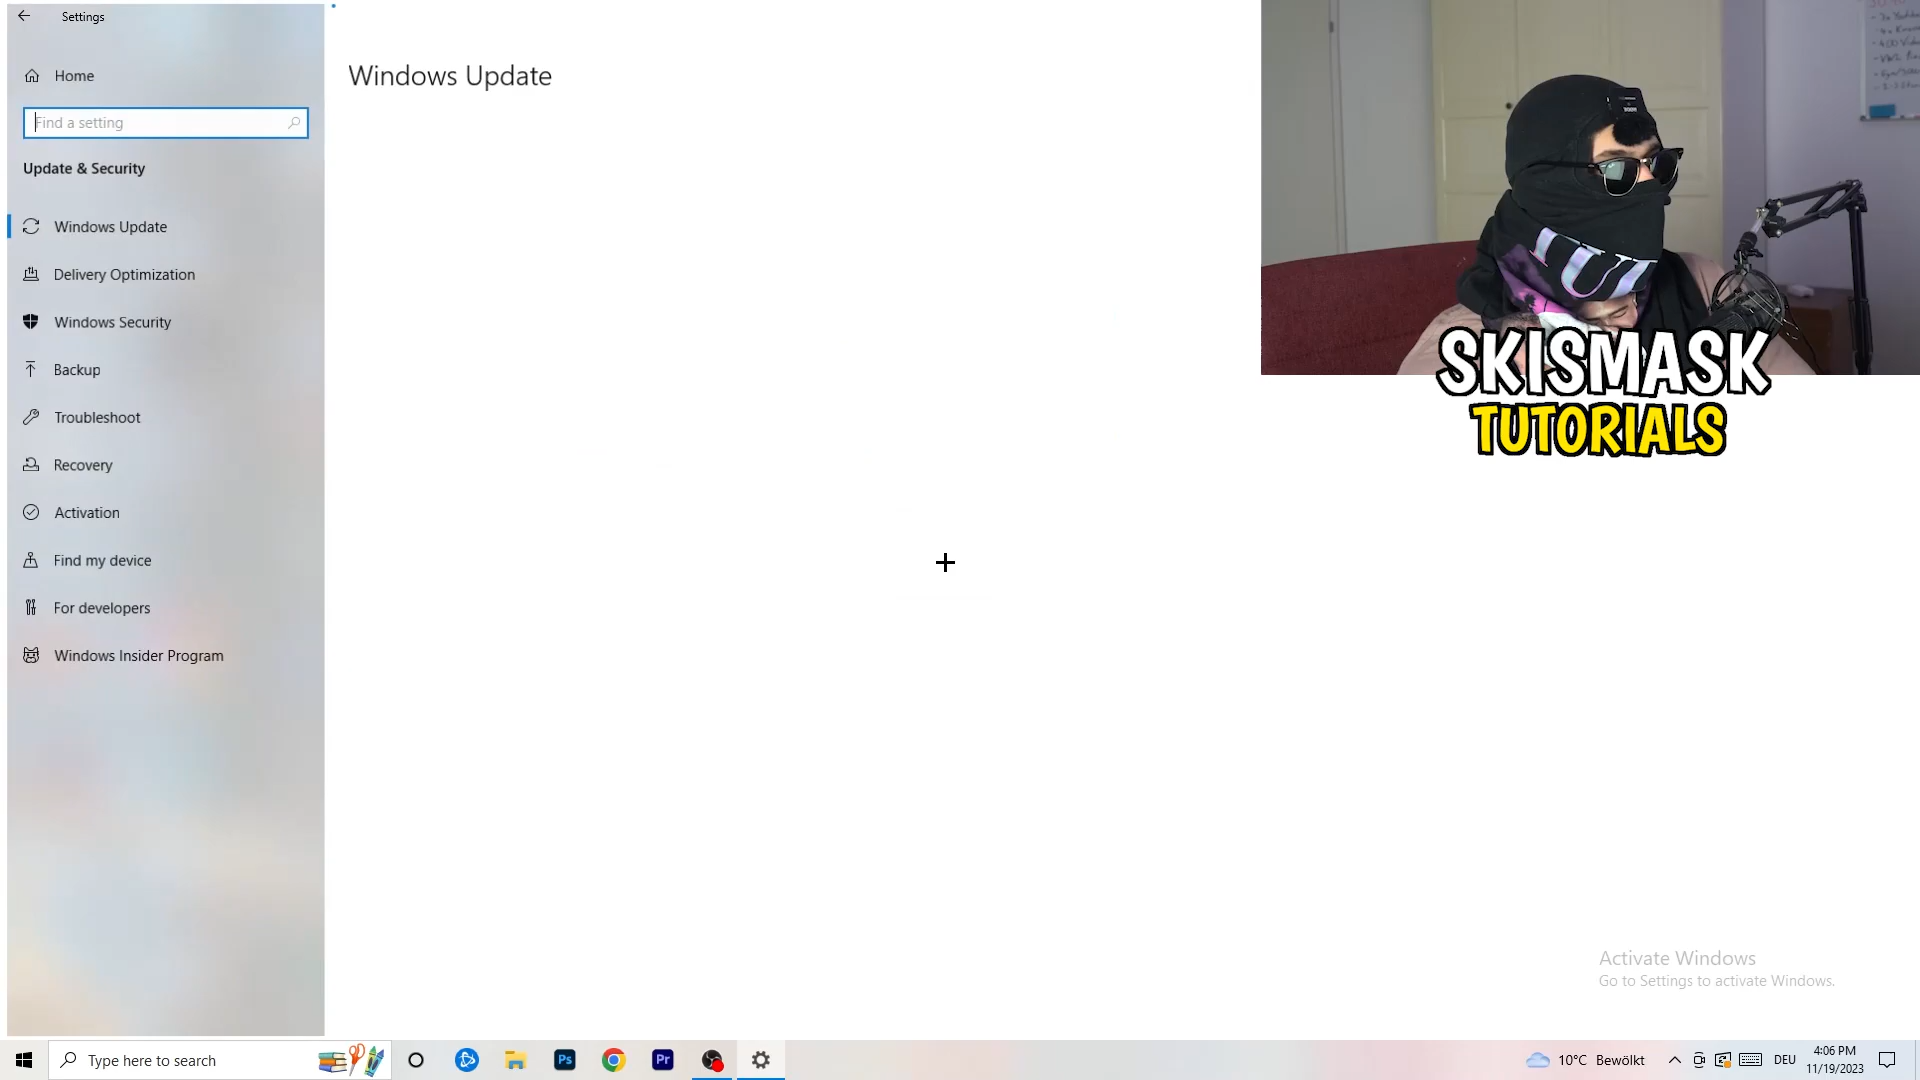 Settings
Home
Find a setting
Update & Security
Windows Update
Delivery Optimization
Windows Security
Backup
Troubleshoot
Recovery
Activation
Find my device
For developers
Windows Insider Program
Windows Update
SKISMASK
TUTORIALS
Activate Windows
Go to Settings to activate Windows.
Type here to search
Ps
Pr
10°C Bewölkt
DEU
4:06 PM
11/19/2023